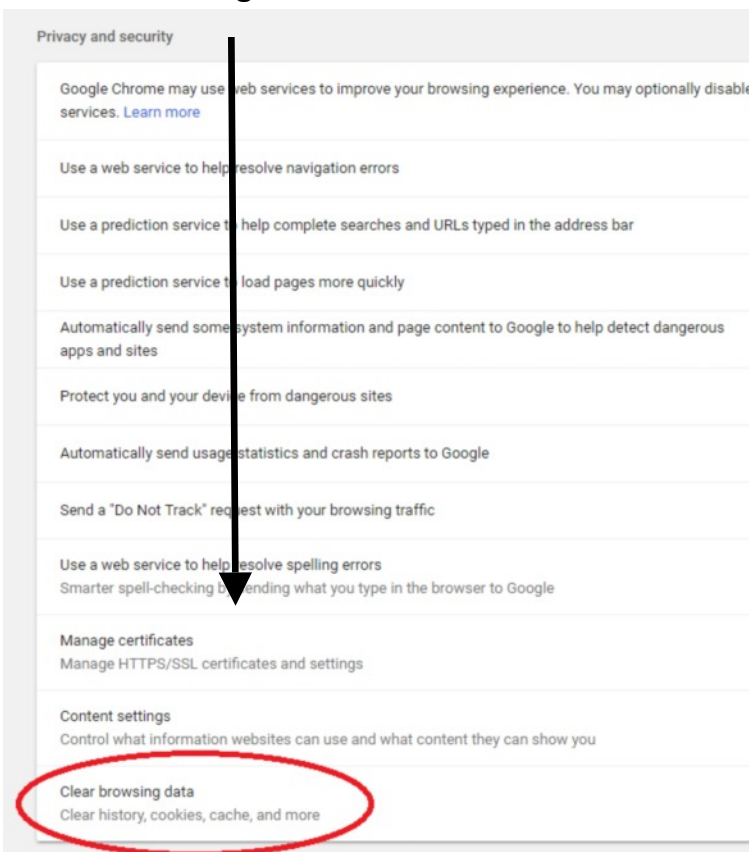 Privacy and security
Google Chrome may use web services to improve your browsing experience. You may optionally disable
services. Learn more
Use a web service to help resolve navigation errors
Use a prediction service to help complete searches and URLs typed in the address bar
Use a prediction service to load pages more quickly
Automatically send some system information and page content to Google to help detect dangerous
apps and sites
Protect you and your device from dangerous sites
Automatically send usage statistics and crash reports to Google
Send a "Do Not Track" request with your browsing traffic
Use a web service to help resolve spelling errors
Smarter spell-checking by sending what you type in the browser to Google
Manage certificates
Manage HTTPS/SSL certificates and settings
Content settings
Control what information websites can use and what content they can show you
Clear browsing data
Clear history, cookies, cache, and more